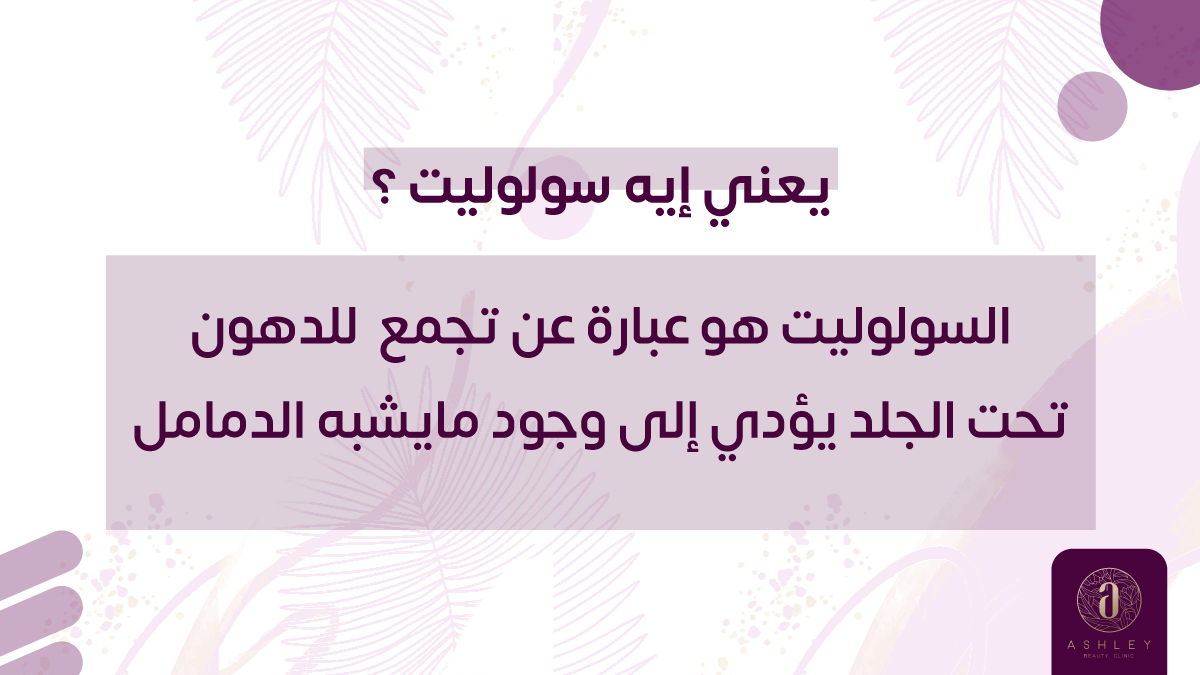 يعني إيه سولوليت ؟
السولوليت هو عبارة عن تجمع للدهون
تحت الجلد يؤدي إلى وجود مايشبه الدمامل
a
ASHLEY
BEAUTY CLINIC